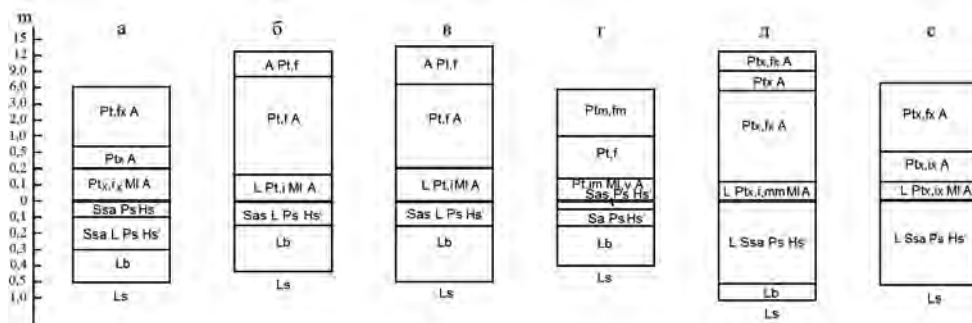 m
а
б
в
г
д
с
15
12
9.0
6,0
3,0
2,0
1,0
0,5
0,2
0,1
0
0,1
0,2
0,3
0,4
0,5
1,0
Pt,fx A
Ptx A
Ptx,ix Ml A
Ssa Ps Hs'
Ssa L Ps Hs'
Lb
Ls
A Pt,f
Pt,f A
L Pt,i Ml A
Sas L Ps Hs'
Lb
Ls
A Pt,f
Pt,f A
L Pt,iMl A
Sas L Ps Hs'
Lb
Ls
Ptm,fm
Pt,f
Pt,im Ml,v A
Sas, Ps Hs'
Sa Ps Hs'
Lb
Ls
Ptx,fx A
Ptx A
Ptx,fx A
L Ptx,i,mm Ml A
L Ssa Ps Hs'
Lb
Ls
Ptx,fx A
Ptx,ix A
L Ptx,ix Ml A
L Ssa Ps Hs'
Ls